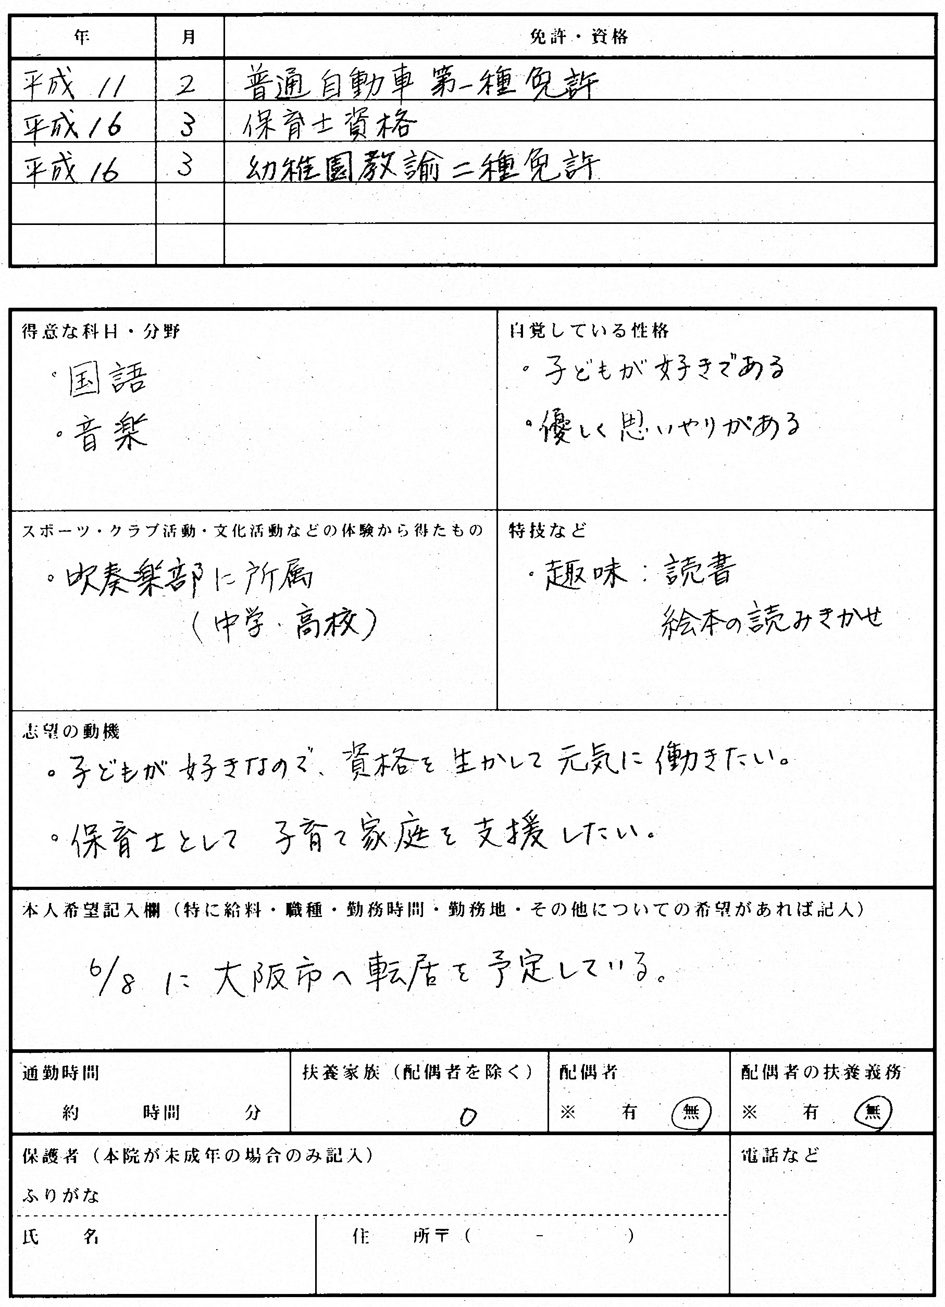 年 月 免許・資格
平成 11 2 普通自動車第一種免許
平成16 3 保育士資格
平成16 3 幼稚園教諭二種免許
得意な科目・分野
・国語
・音楽
自覚している性格
・子どもが好きである
・優しく思いやりがある
スポーツ・クラブ活動・文化活動などの体験から得たもの
・吹奏楽部に所属
(中学・高校)
特技など
・趣味：読書
絵本の読みきかせ
志望の動機
・子どもが好きなので、資格を生かして元気に働きたい。
・保育士として子育て家庭を支援したい。
本人希望記入欄（特に給料・職種・勤務時間・勤務地・その他についての希望があれば記入）
6/8に大阪市へ転居を予定している。
通勤時間
約 時間 分
扶養家族（配偶者を除く）
0
配偶者
※ 有 無
配偶者の扶養義務
※ 有 無
保護者（本院が未成年の場合のみ記入）
ふりがな
氏 名
住 所〒（ - ）
電話など